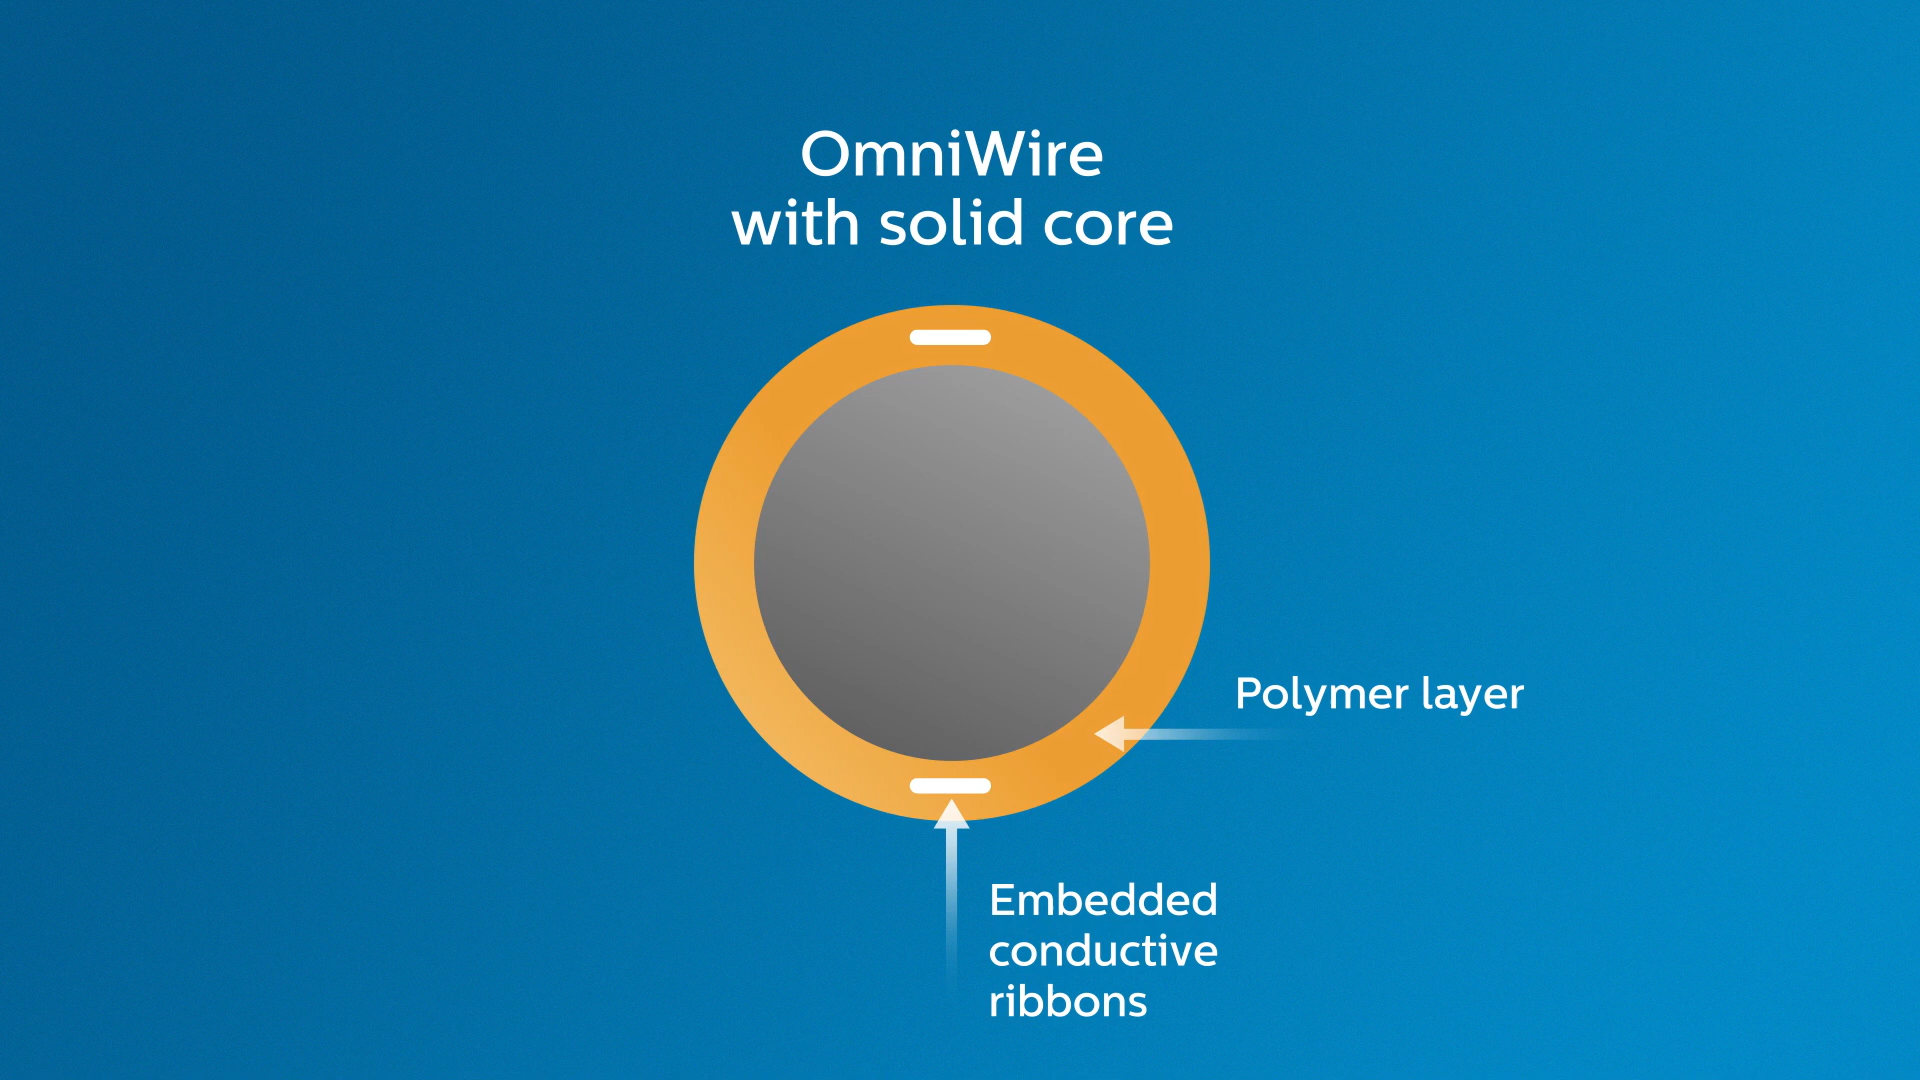 OmniWire
with solid core
Polymer layer
Embedded
conductive
ribbons